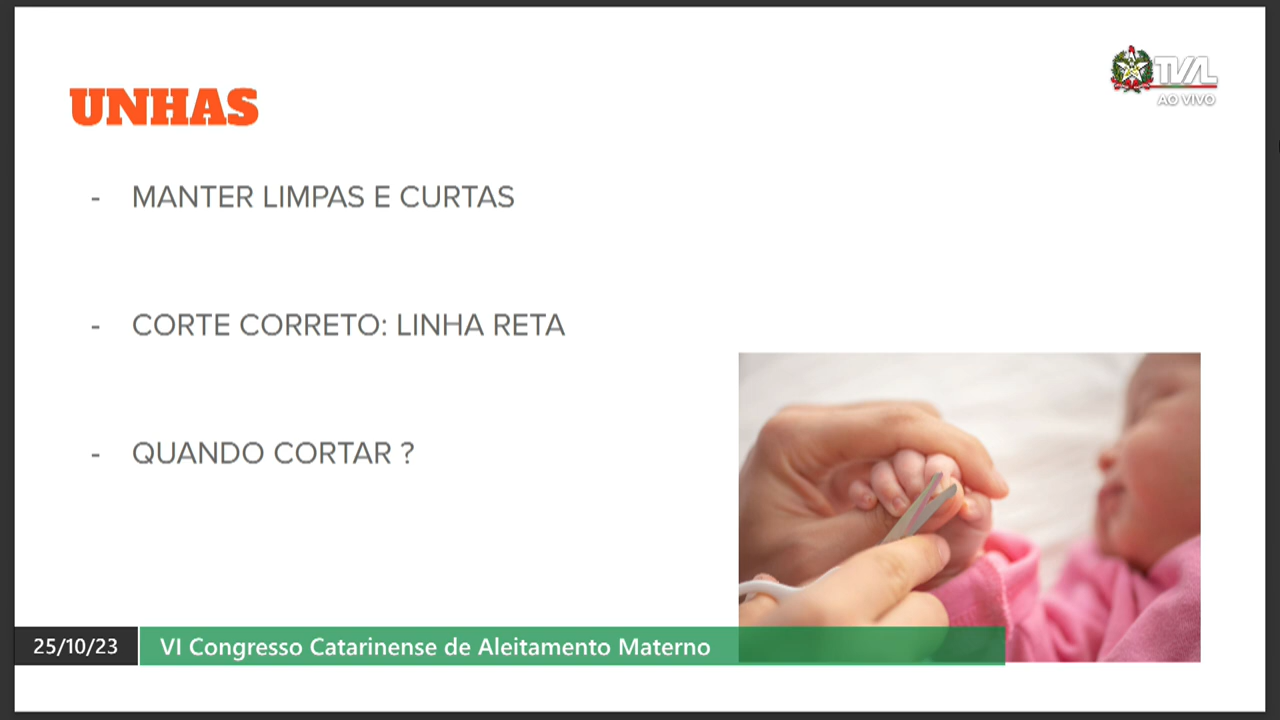 UNHAS
TVAL
AO VIVO
- MANTER LIMPAS E CURTAS
- CORTE CORRETO: LINHA RETA
- QUANDO CORTAR ?
25/10/23
VI Congresso Catarinense de Aleitamento Materno